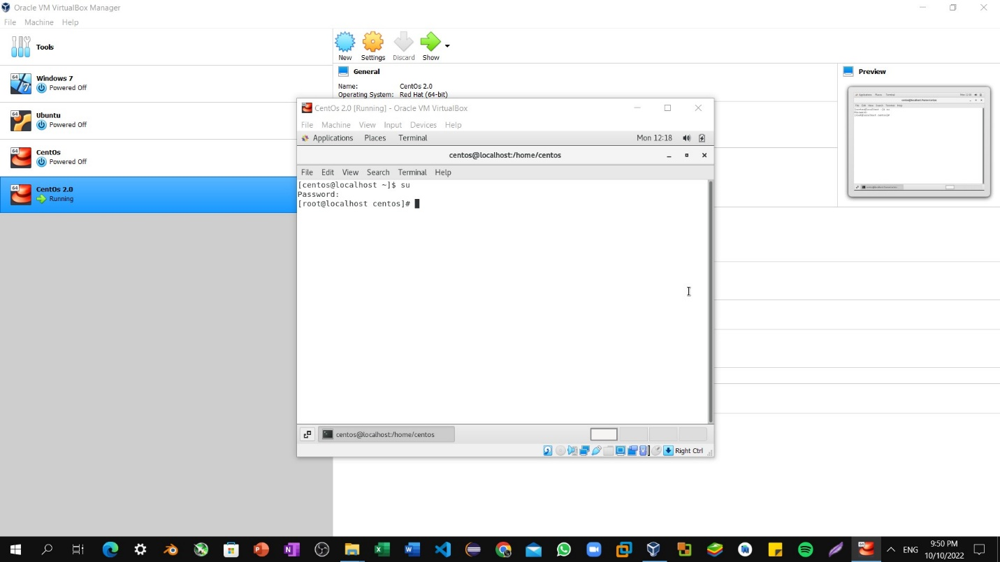 Oracle VM VirtualBox Manager
File Machine Help
Tools
New Settings Discard Show
64
Windows 7
Powered Off
64
Ubuntu
Powered Off
64
CentOs
Powered Off
64
CentOs 2.0
Running
General
Name: CentOs 2.0
Operating System: Red Hat (64-bit)
Preview
CentOs 2.0 [Running] - Oracle VM VirtualBox
File Machine View Input Devices Help
Applications Places Terminal Mon 12:18
centos@localhost:/home/centos
File Edit View Search Terminal Help
[centos@localhost ~]$ su
Password:
[root@localhost centos]#
centos@localhost:/home/centos
Right Ctrl
ENG
9:50 PM
10/10/2022